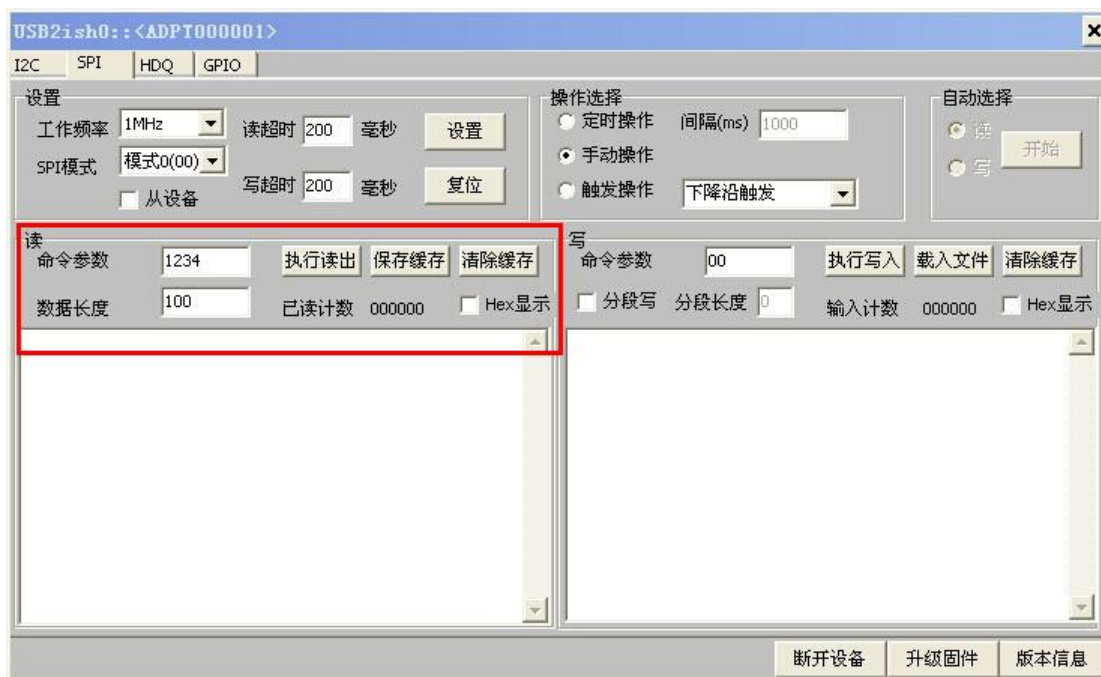 USB2ish0::<ADPT000001>
I2C SPI HDQ GPIO
设置 操作选择 自动选择
工作频率 1MHz 读超时 200 毫秒 设置 定时操作 间隔(ms) 1000 读 开始
SPI模式 模式0(00) 手动操作 写
从设备 写超时 200 毫秒 复位 触发操作 下降沿触发
读 写
命令参数 1234 执行读出 保存缓存 清除缓存 命令参数 00 执行写入 载入文件 清除缓存
数据长度 100 已读计数 000000 Hex显示 分段写 分段长度 0 输入计数 000000 Hex显示
断开设备 升级固件 版本信息